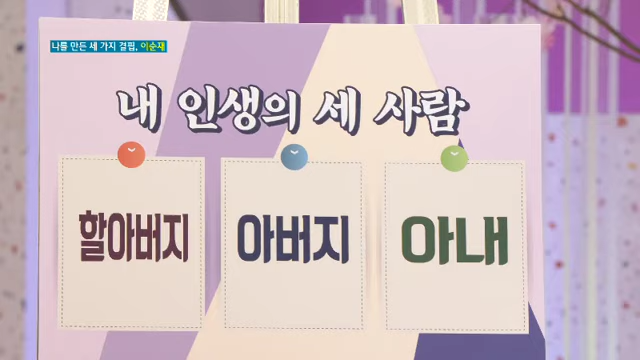 나를 만든 세 가지 결핍, 이순재
내 인생의 세 사람
할아버지 아버지 아내